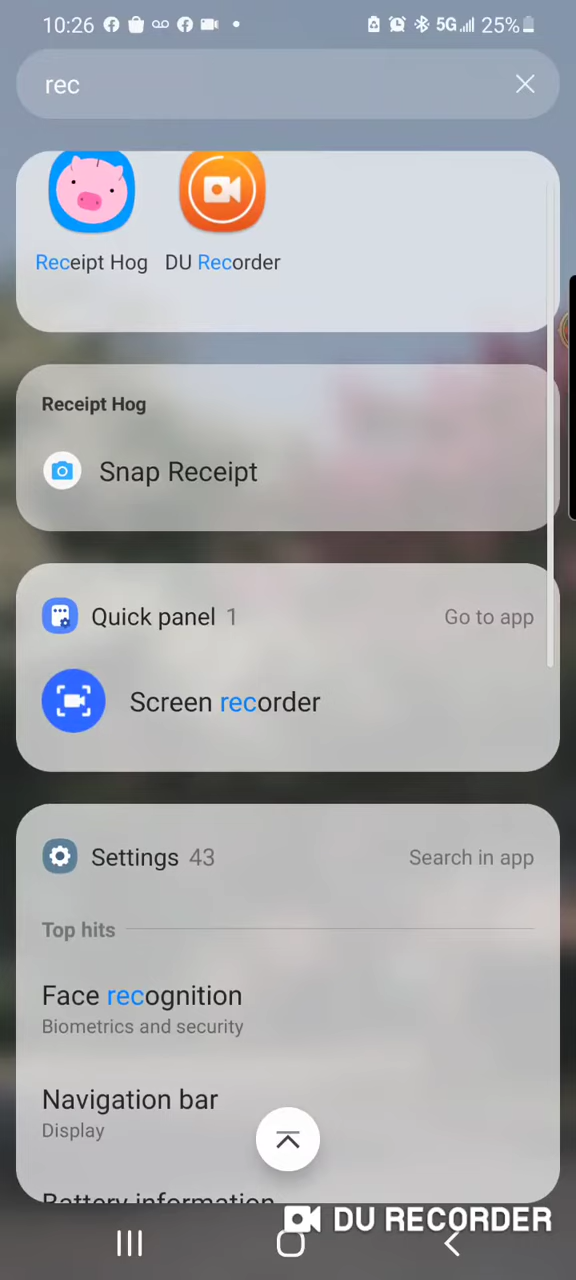 10:26 5G 25%
rec
Receipt Hog DU Recorder
Receipt Hog
Snap Receipt
Quick panel 1 Go to app
Screen recorder
Settings 43 Search in app
Top hits
Face recognition
Biometrics and security
Navigation bar
Display
Battery information
DU RECORDER